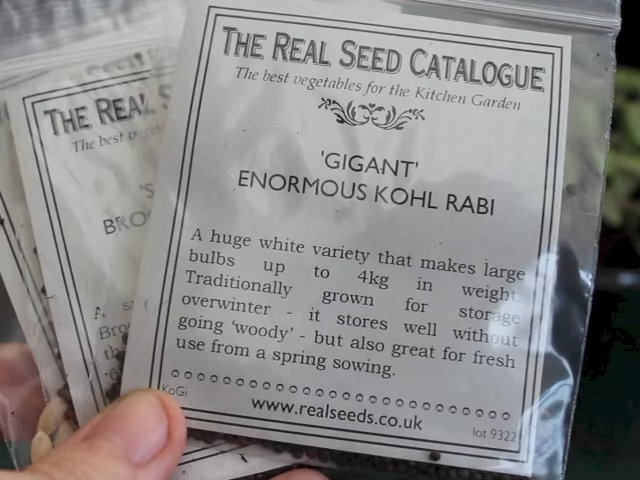 THE REAL SEED CATALOGUE
The best vegetables for the Kitchen Garden
'GIGANT'
ENORMOUS KOHL RABI
A huge white variety that makes large
bulbs up to 4kg in weight.
Traditionally grown for storage
overwinter - it stores well without
going 'woody' - but also great for fresh
use from a spring sowing.
KoGi
www.realseeds.co.uk
lot 9322
THE REAL
The best